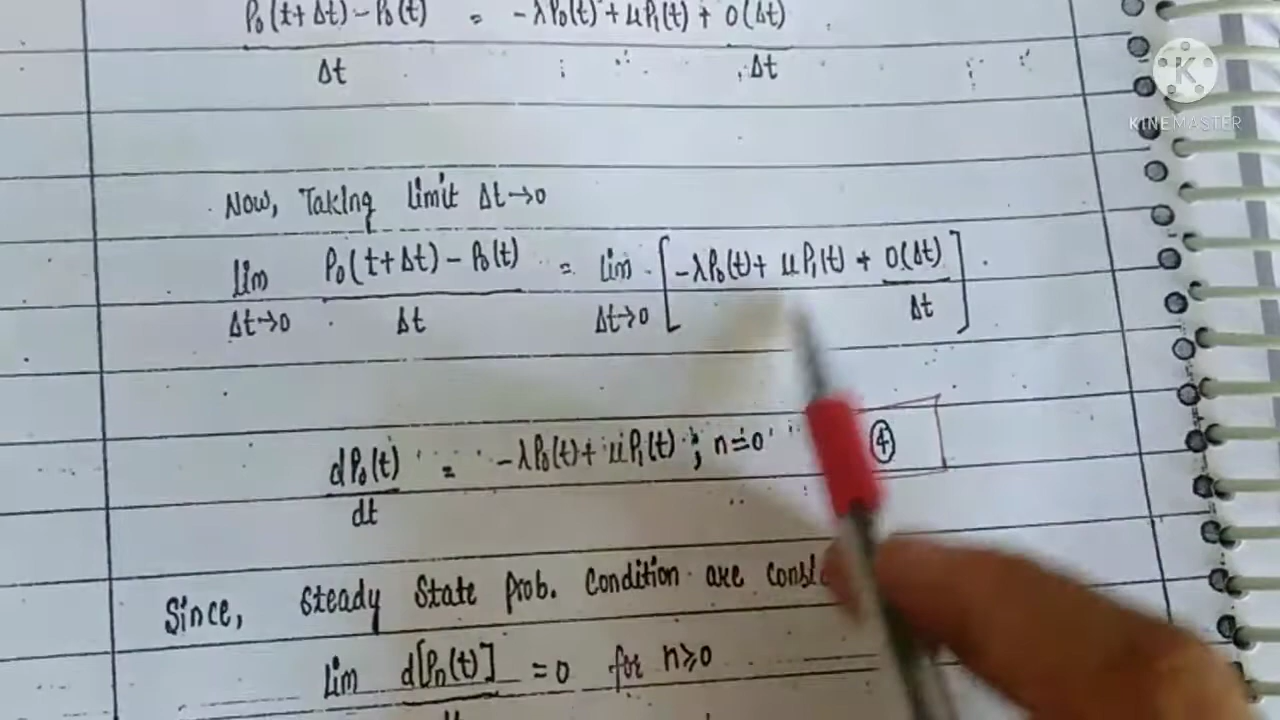 P₀(t+Δt) - P₀(t) = -λP₀(t) + μP₁(t) + O(Δt)
Δt Δt
KINEMASTER
Now, Taking limit Δt→0
lim P₀(t+Δt) - P₀(t) = lim [-λP₀(t) + μP₁(t) + O(Δt)]
Δt→0 Δt Δt→0 Δt
dP₀(t) = -λP₀(t) + μP₁(t) ; n=0 ④
dt
Since, steady State prob. Condition are
lim d[Pₙ(t)] = 0 for n≥0